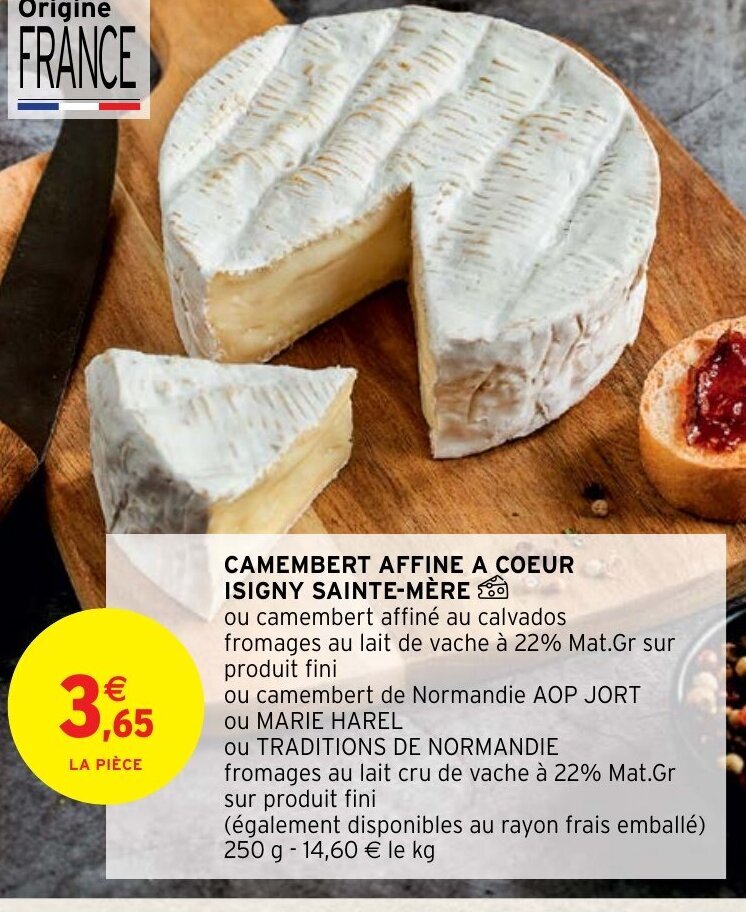 Origine
FRANCE
CAMEMBERT AFFINE A COEUR
ISIGNY SAINTE-MÈRE
ou camembert affiné au calvados
fromages au lait de vache à 22% Mat.Gr sur
produit fini
ou camembert de Normandie AOP JORT
ou MARIE HAREL
ou TRADITIONS DE NORMANDIE
fromages au lait cru de vache à 22% Mat.Gr
sur produit fini
(également disponibles au rayon frais emballé)
250 g - 14,60 € le kg
3€,65
LA PIÈCE